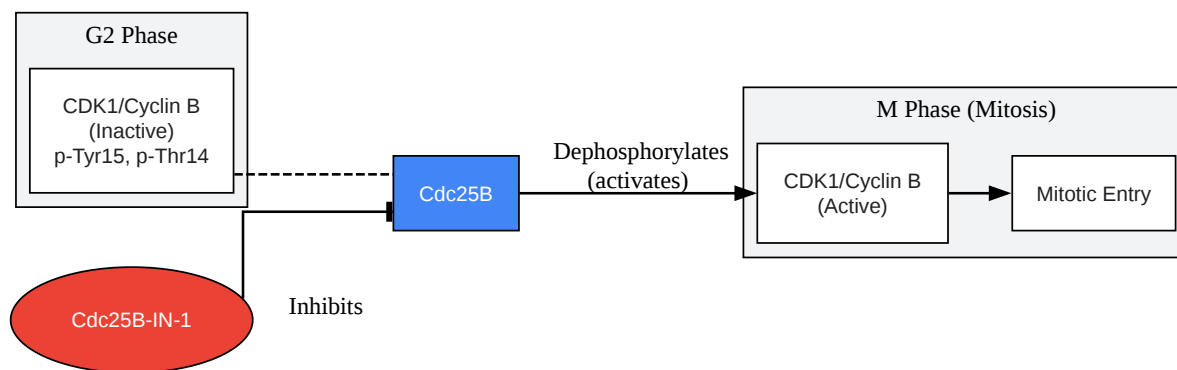 G2 Phase
CDK1/Cyclin B
(Inactive)
p-Tyr15, p-Thr14
Cdc25B-IN-1
Inhibits
Cdc25B
Dephosphorylates
(activates)
M Phase (Mitosis)
CDK1/Cyclin B
(Active)
Mitotic Entry